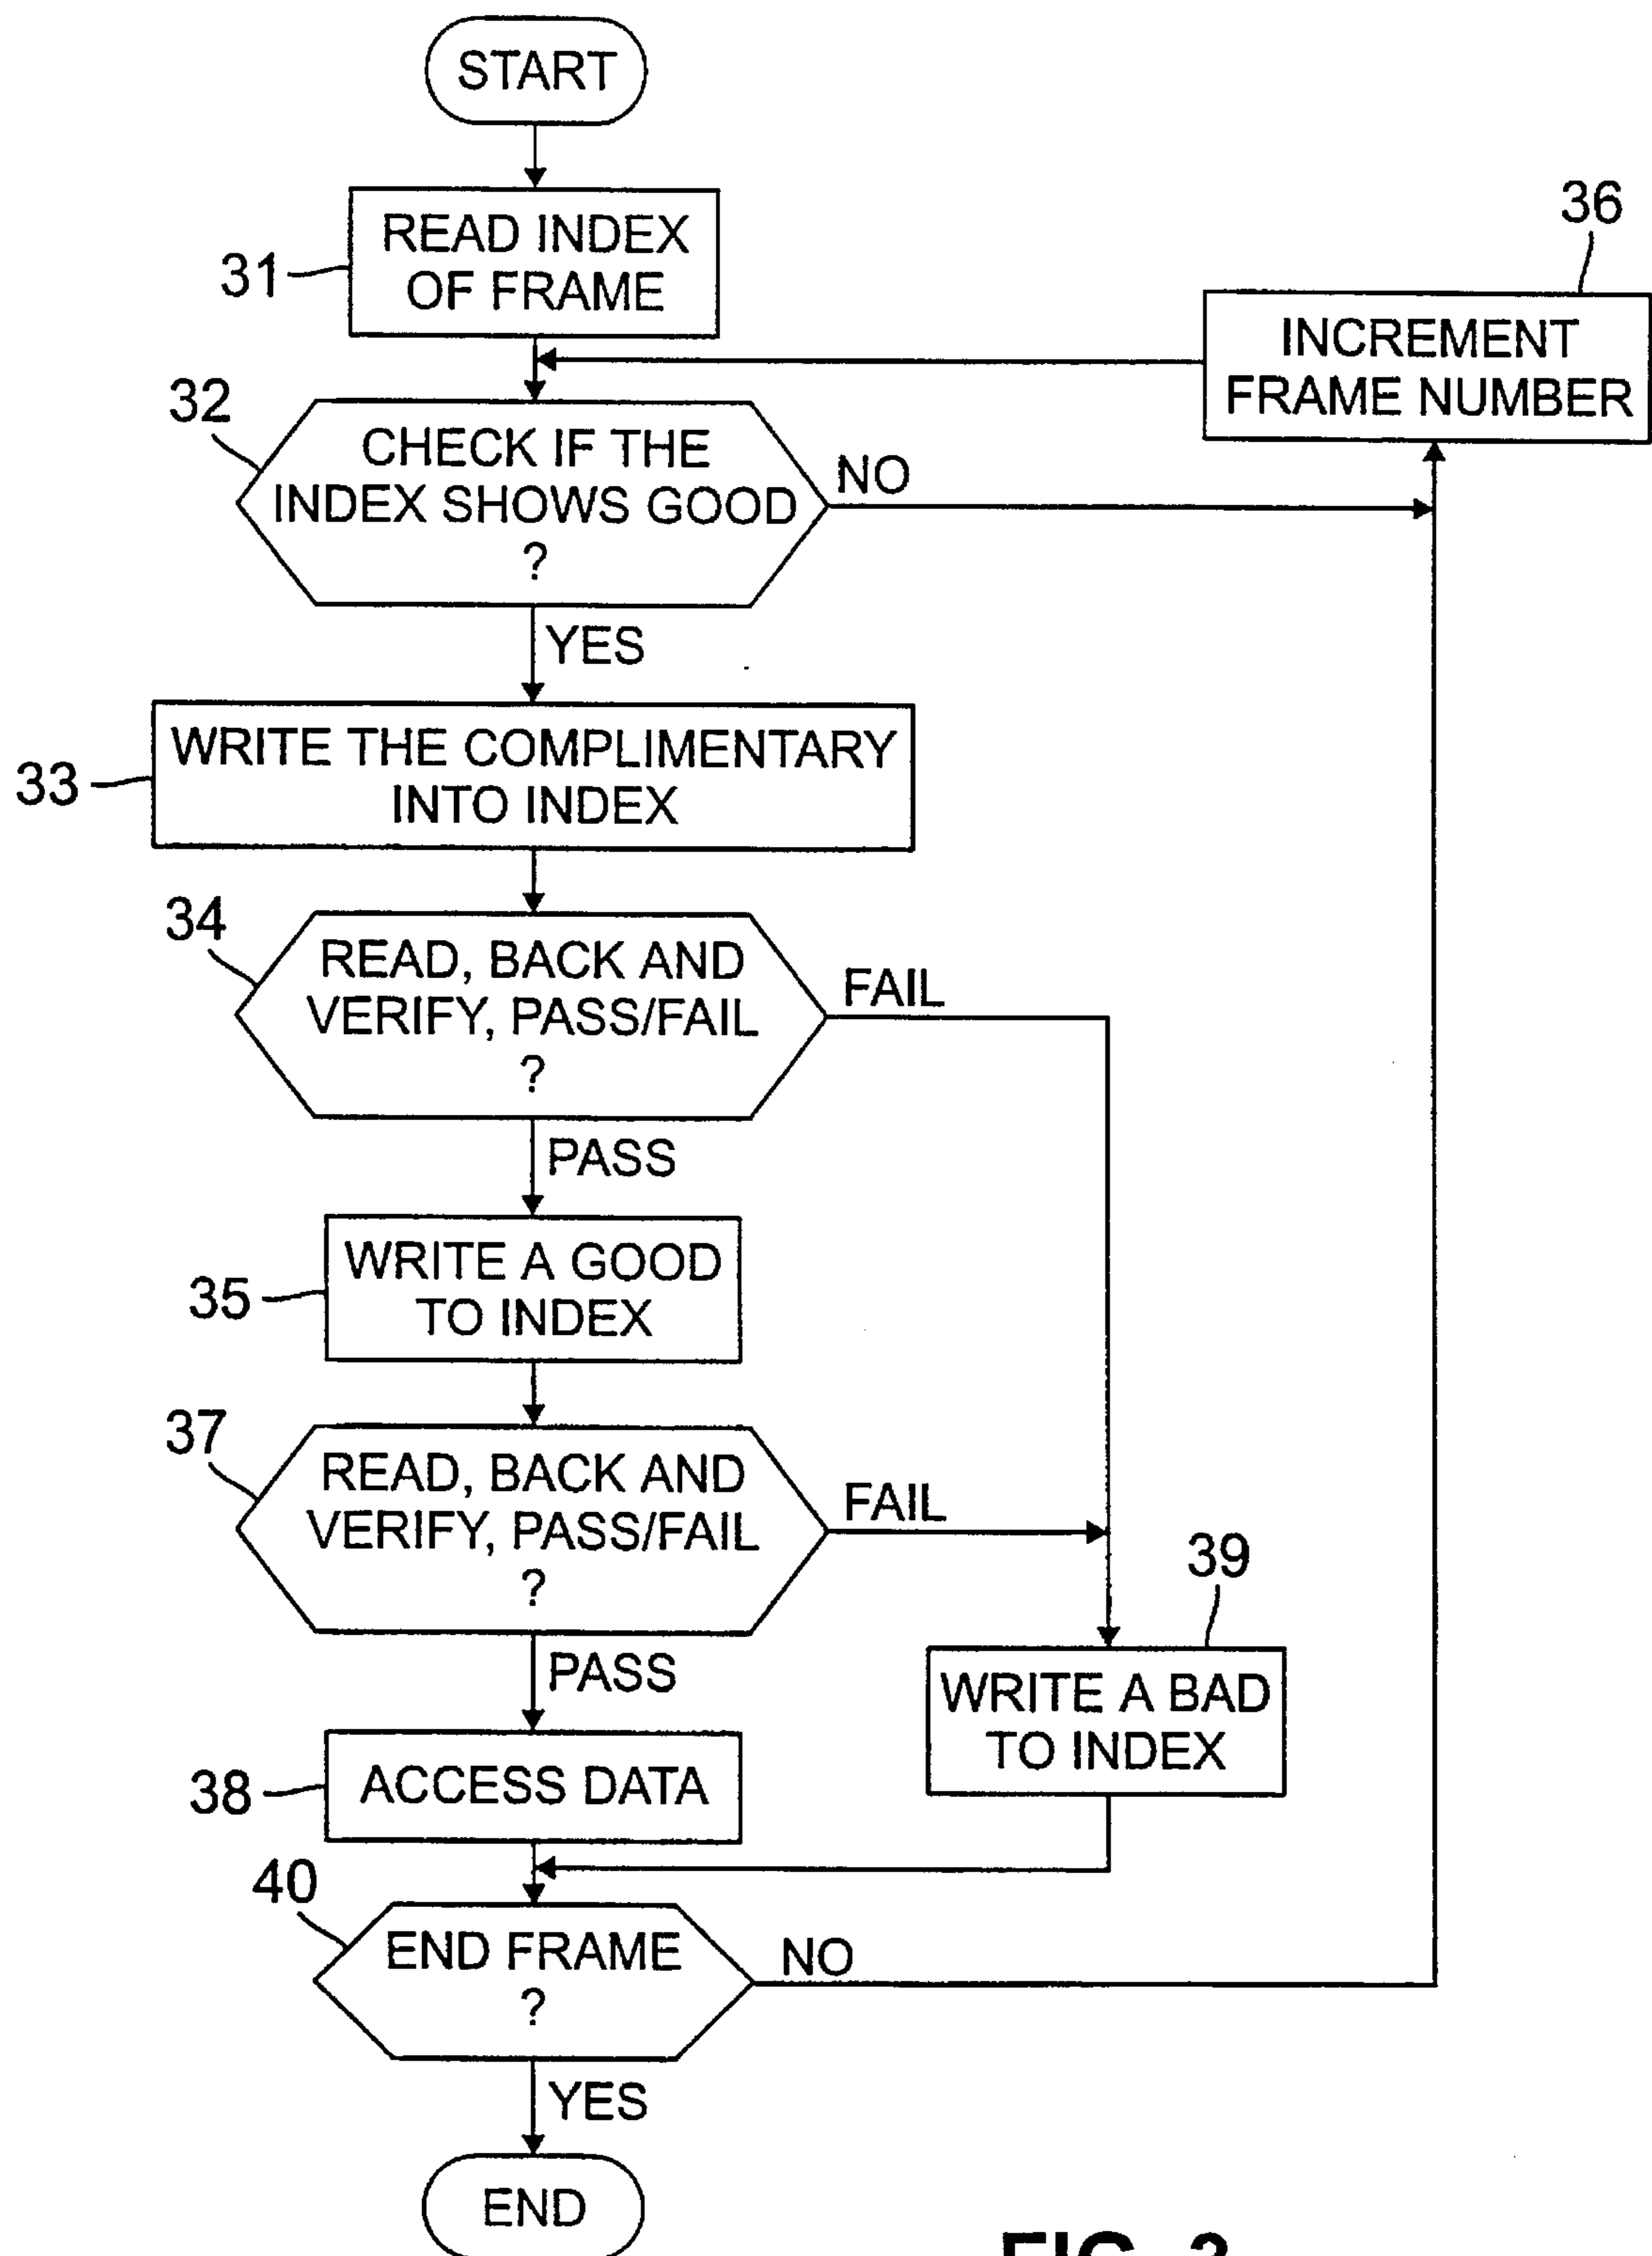 START
READ INDEX
OF FRAME
31
36
INCREMENT
FRAME NUMBER
32
CHECK IF THE
INDEX SHOWS GOOD
?
NO
YES
WRITE THE COMPLIMENTARY
INTO INDEX
33
34
READ, BACK AND
VERIFY, PASS/FAIL
?
FAIL
PASS
WRITE A GOOD
TO INDEX
35
37
READ, BACK AND
VERIFY, PASS/FAIL
?
FAIL
39
PASS
WRITE A BAD
TO INDEX
38
ACCESS DATA
40
END FRAME
?
NO
YES
END